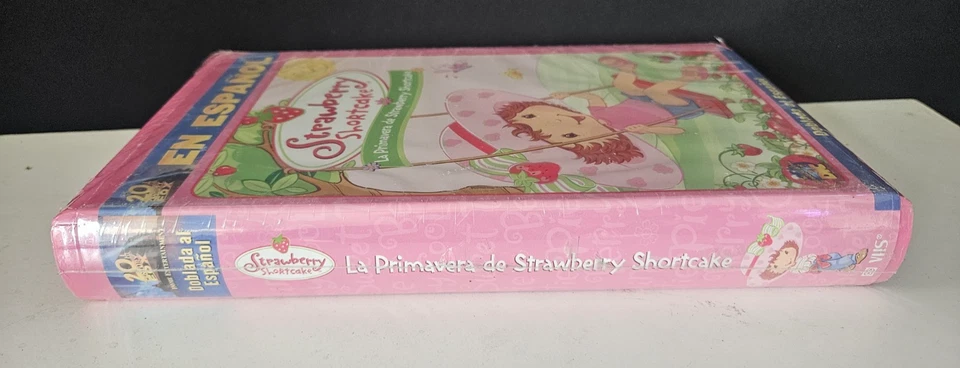 EN ESPAÑOL
Strawberry
Shortcake
La Primavera de Strawberry Shortcake
20
Doblada al
Español
Strawberry
Shortcake
La Primavera de Strawberry Shortcake
VHS